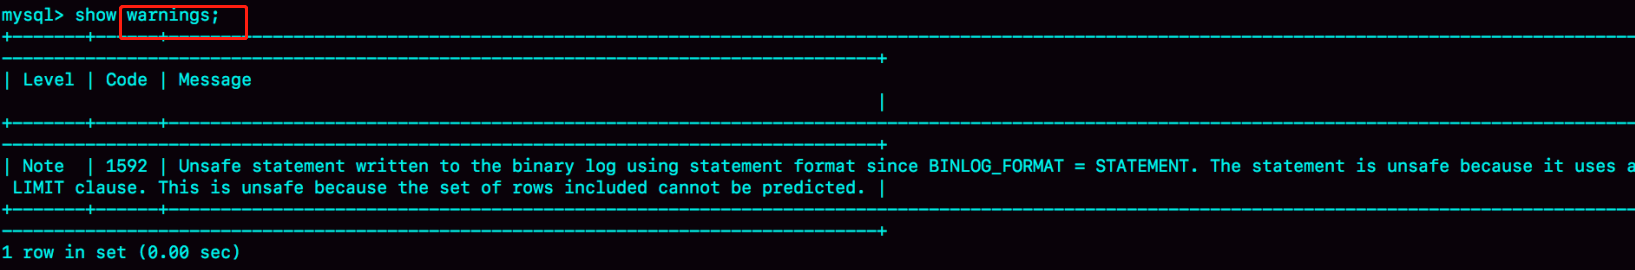 mysql> show warnings;
| Level | Code | Message
|
| Note | 1592 | Unsafe statement written to the binary log using statement format since BINLOG_FORMAT = STATEMENT. The statement is unsafe because it uses a
LIMIT clause. This is unsafe because the set of rows included cannot be predicted. |
1 row in set (0.00 sec)